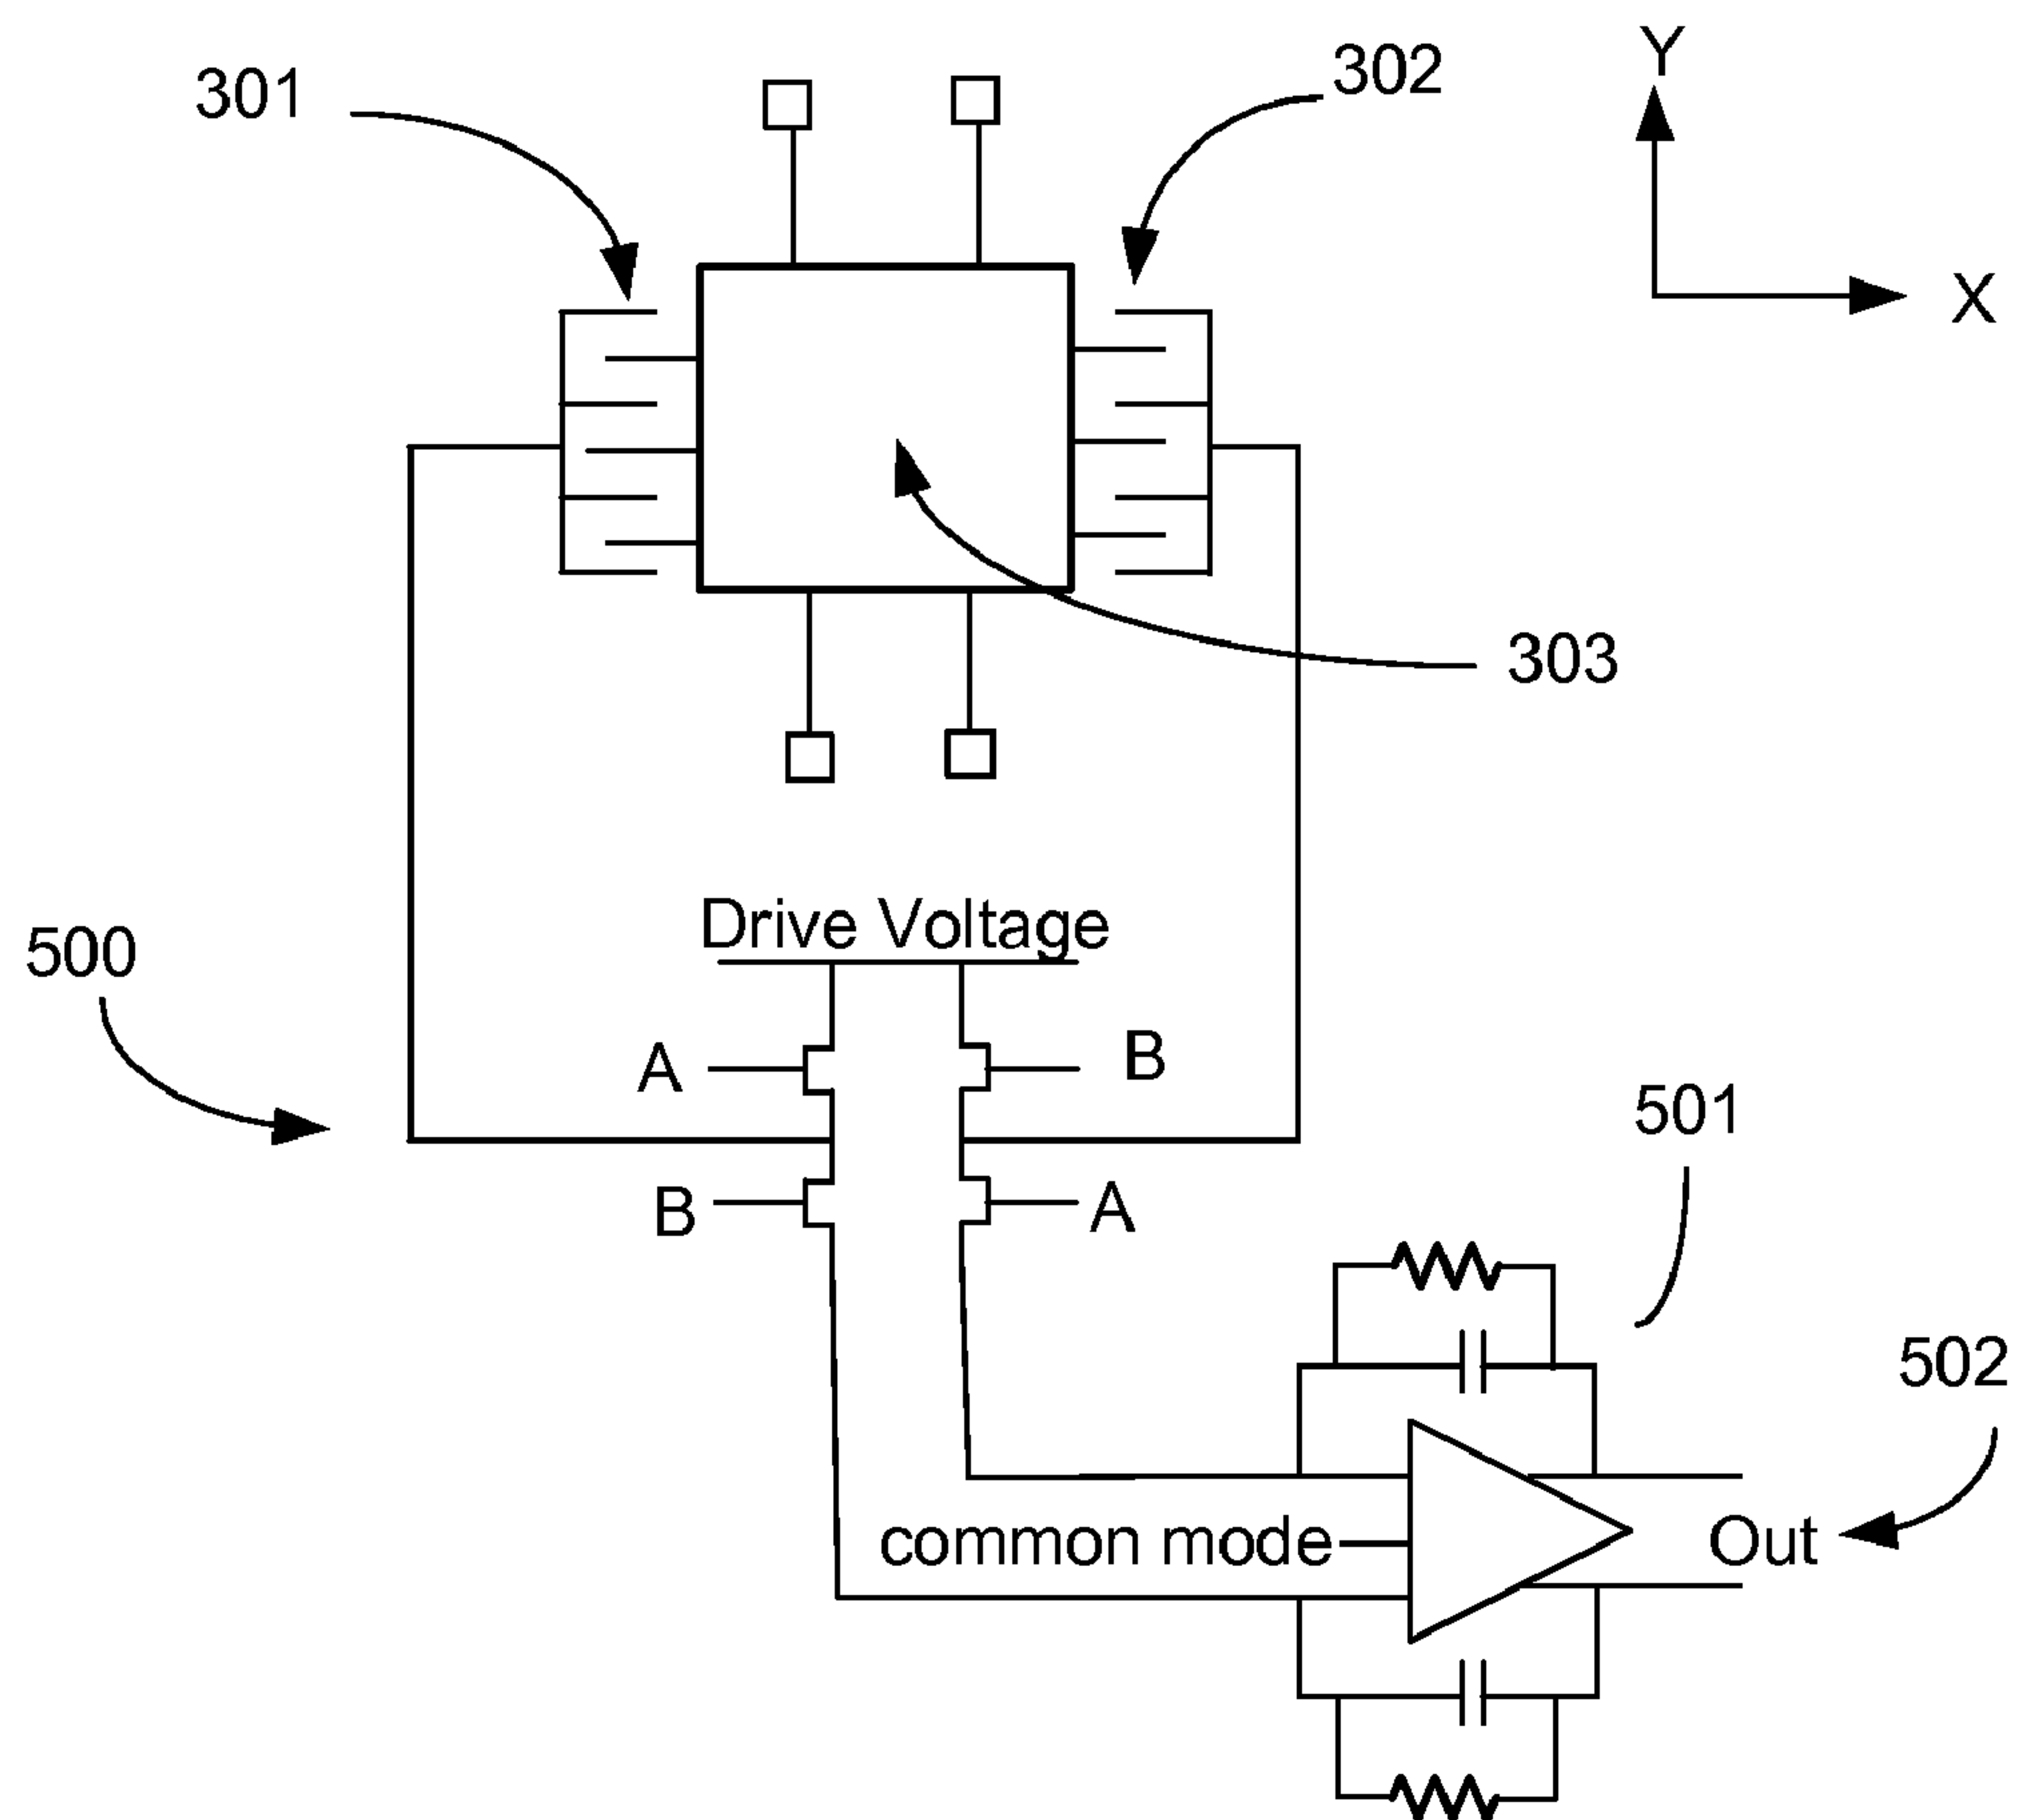 301
302
Y
X
303
Drive Voltage
500
A
B
B
A
501
502
common mode
Out